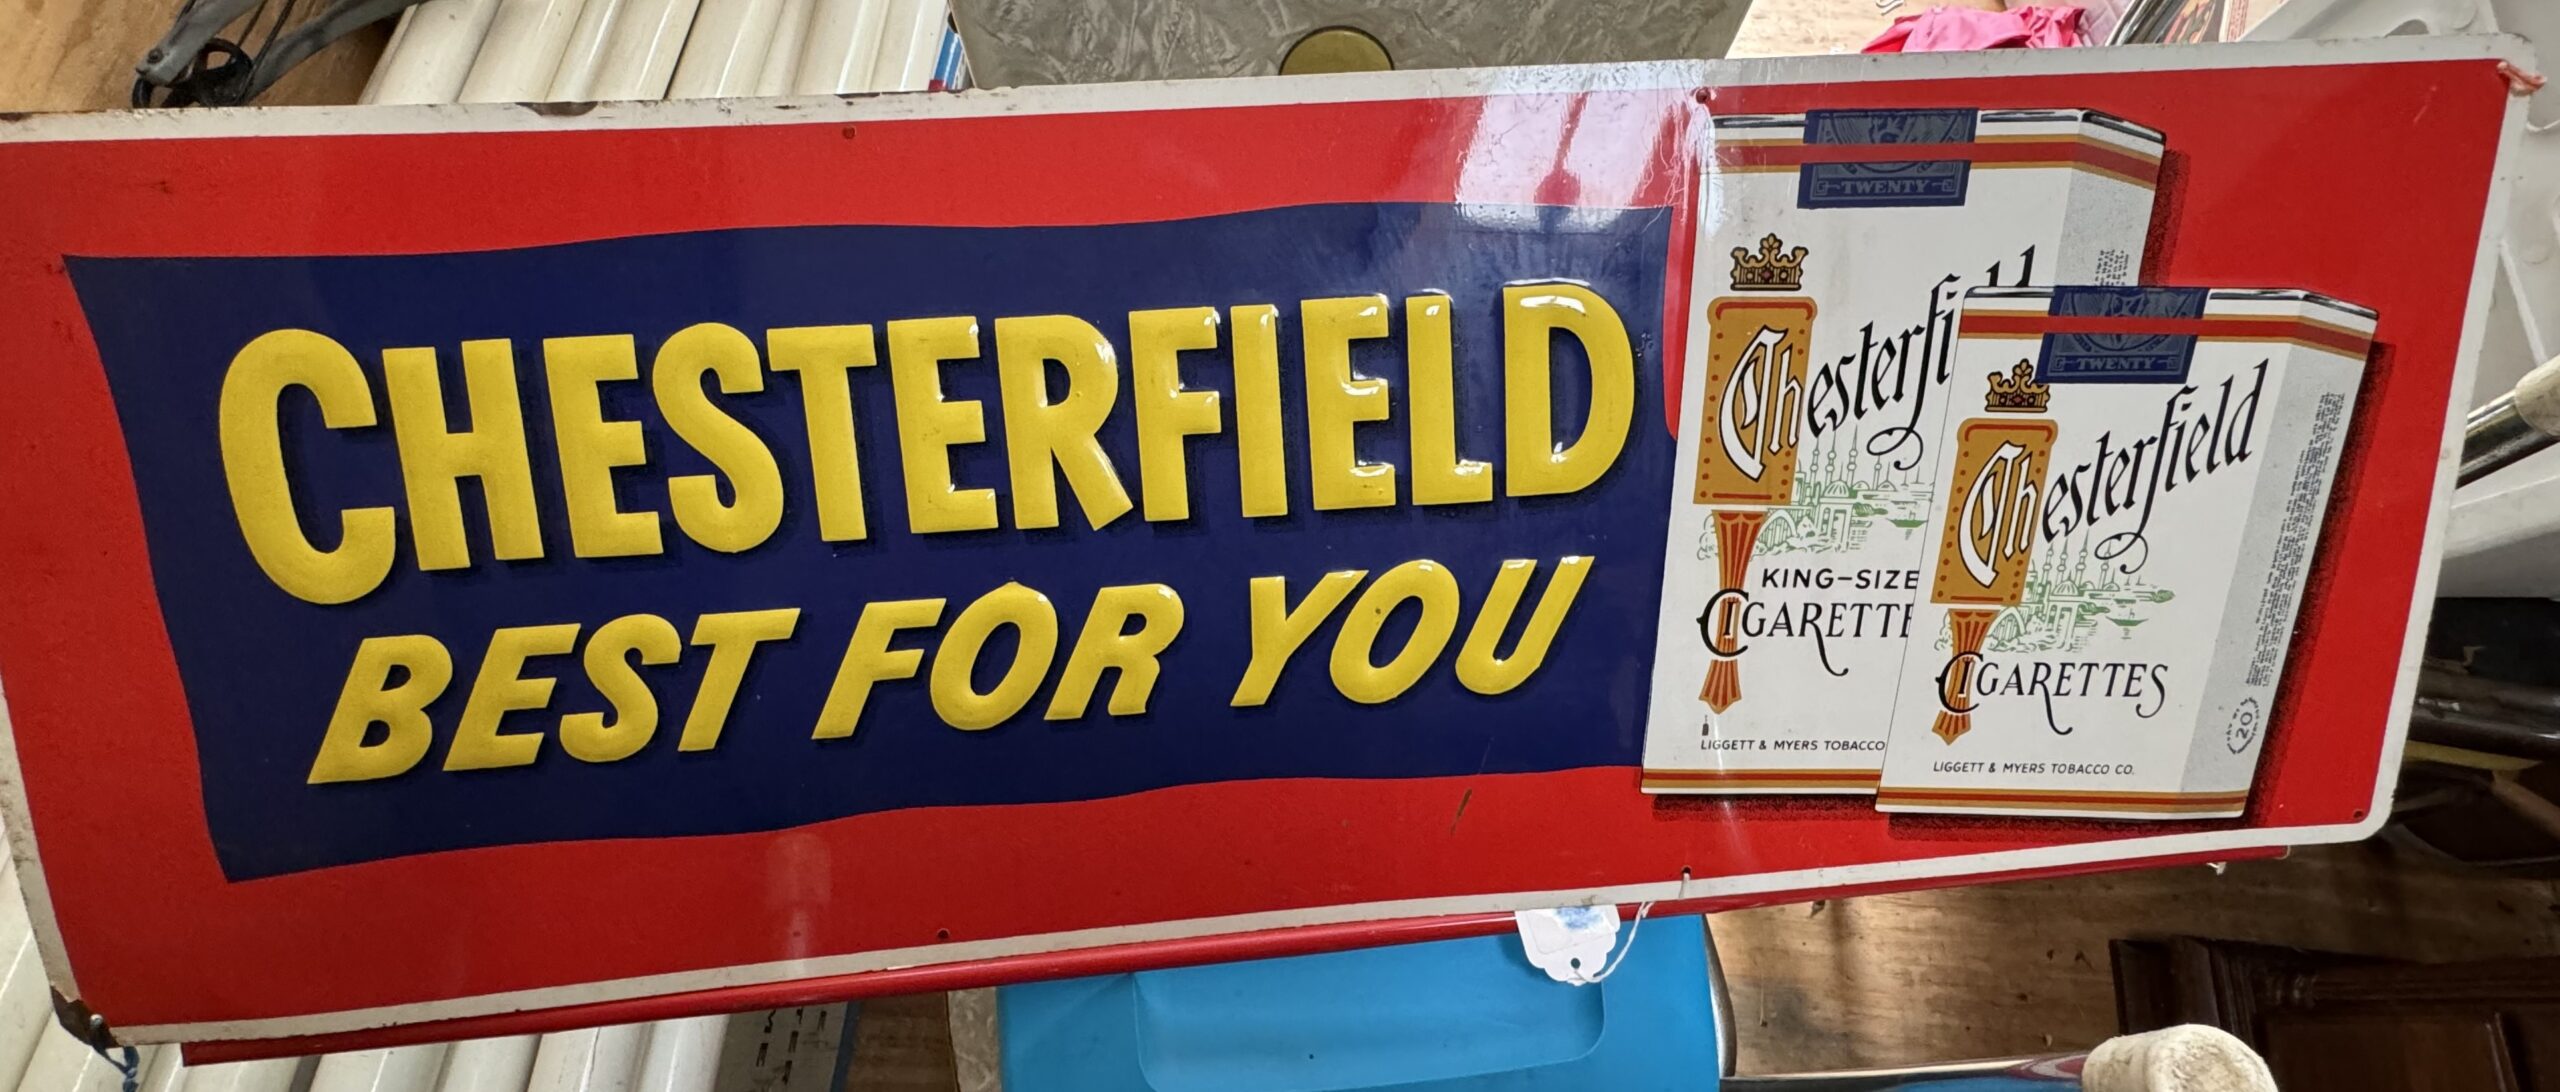 CHESTERFIELD
BEST FOR YOU
TWENTY
Chesterfield
KING-SIZE
CIGARETTE
LIGGETT & MYERS TOBACCO
TWENTY
Chesterfield
CIGARETTES
LIGGETT & MYERS TOBACCO CO.
20